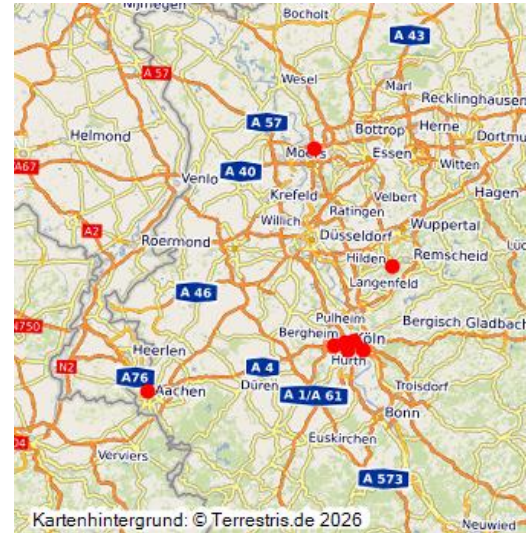 Nijmegen
Bocholt
A 43
A 57
Wesel
Marl
Recklinghausen
A 57
Bottrop
Herne
Dortmu
Helmond
Moers
Essen
Witten
A67
A 40
Venlo
Krefeld
Velbert
Hagen
Willich
Ratingen
A2
Roermond
Düsseldorf
Wuppertal
Hilden
Remscheid
Langenfeld
A 46
N750
Pulheim
Bergheim
Köln
Bergisch Gladbach
Heerlen
N2
A76
A 4
Hürth
Aachen
Düren
A 1/A 61
Troisdorf
Bonn
Verviers
Euskirchen
A 573
Neuwied
Kartenhintergrund: © Terrestris.de 2026